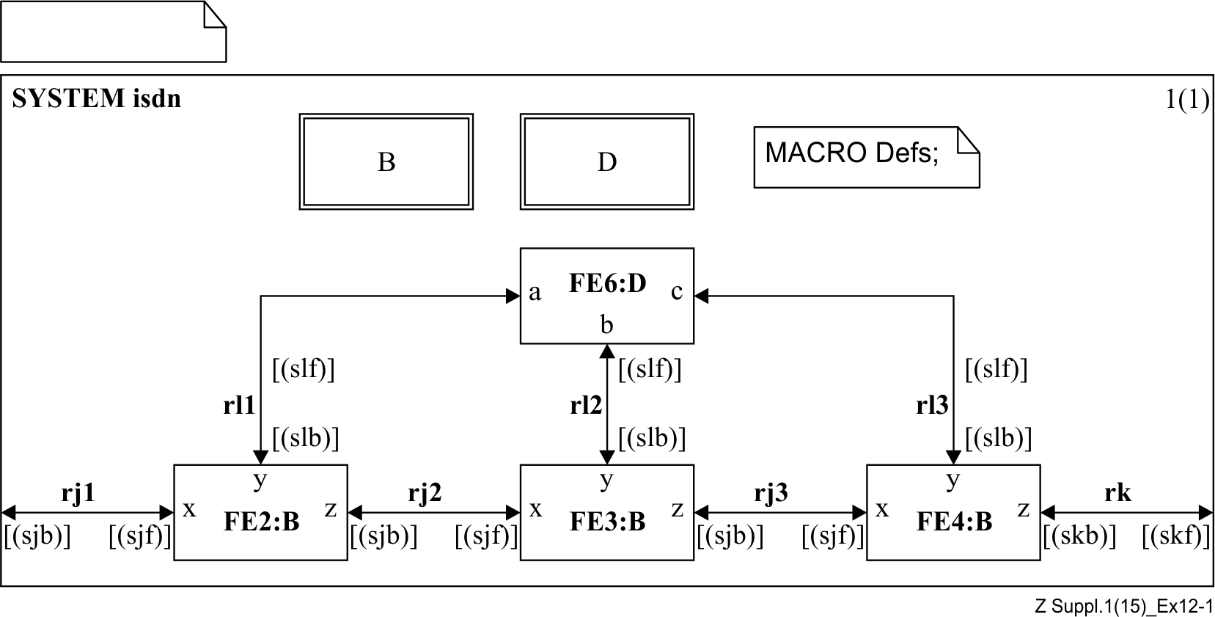 SYSTEM isdn
1(1)
B
D
MACRO Defs;
a
FE6:D
c
b
[(slf)]
[(slf)]
[(slf)]
rl1
rl2
rl3
[(slb)]
[(slb)]
[(slb)]
rj1
x
y
FE2:B
z
rj2
x
y
FE3:B
z
rj3
x
y
FE4:B
z
rk
[(sjb)]
[(sjf)]
[(sjb)]
[(sjf)]
[(sjb)]
[(sjf)]
[(skb)]
[(skf)]
Z Suppl.1(15)_Ex12-1